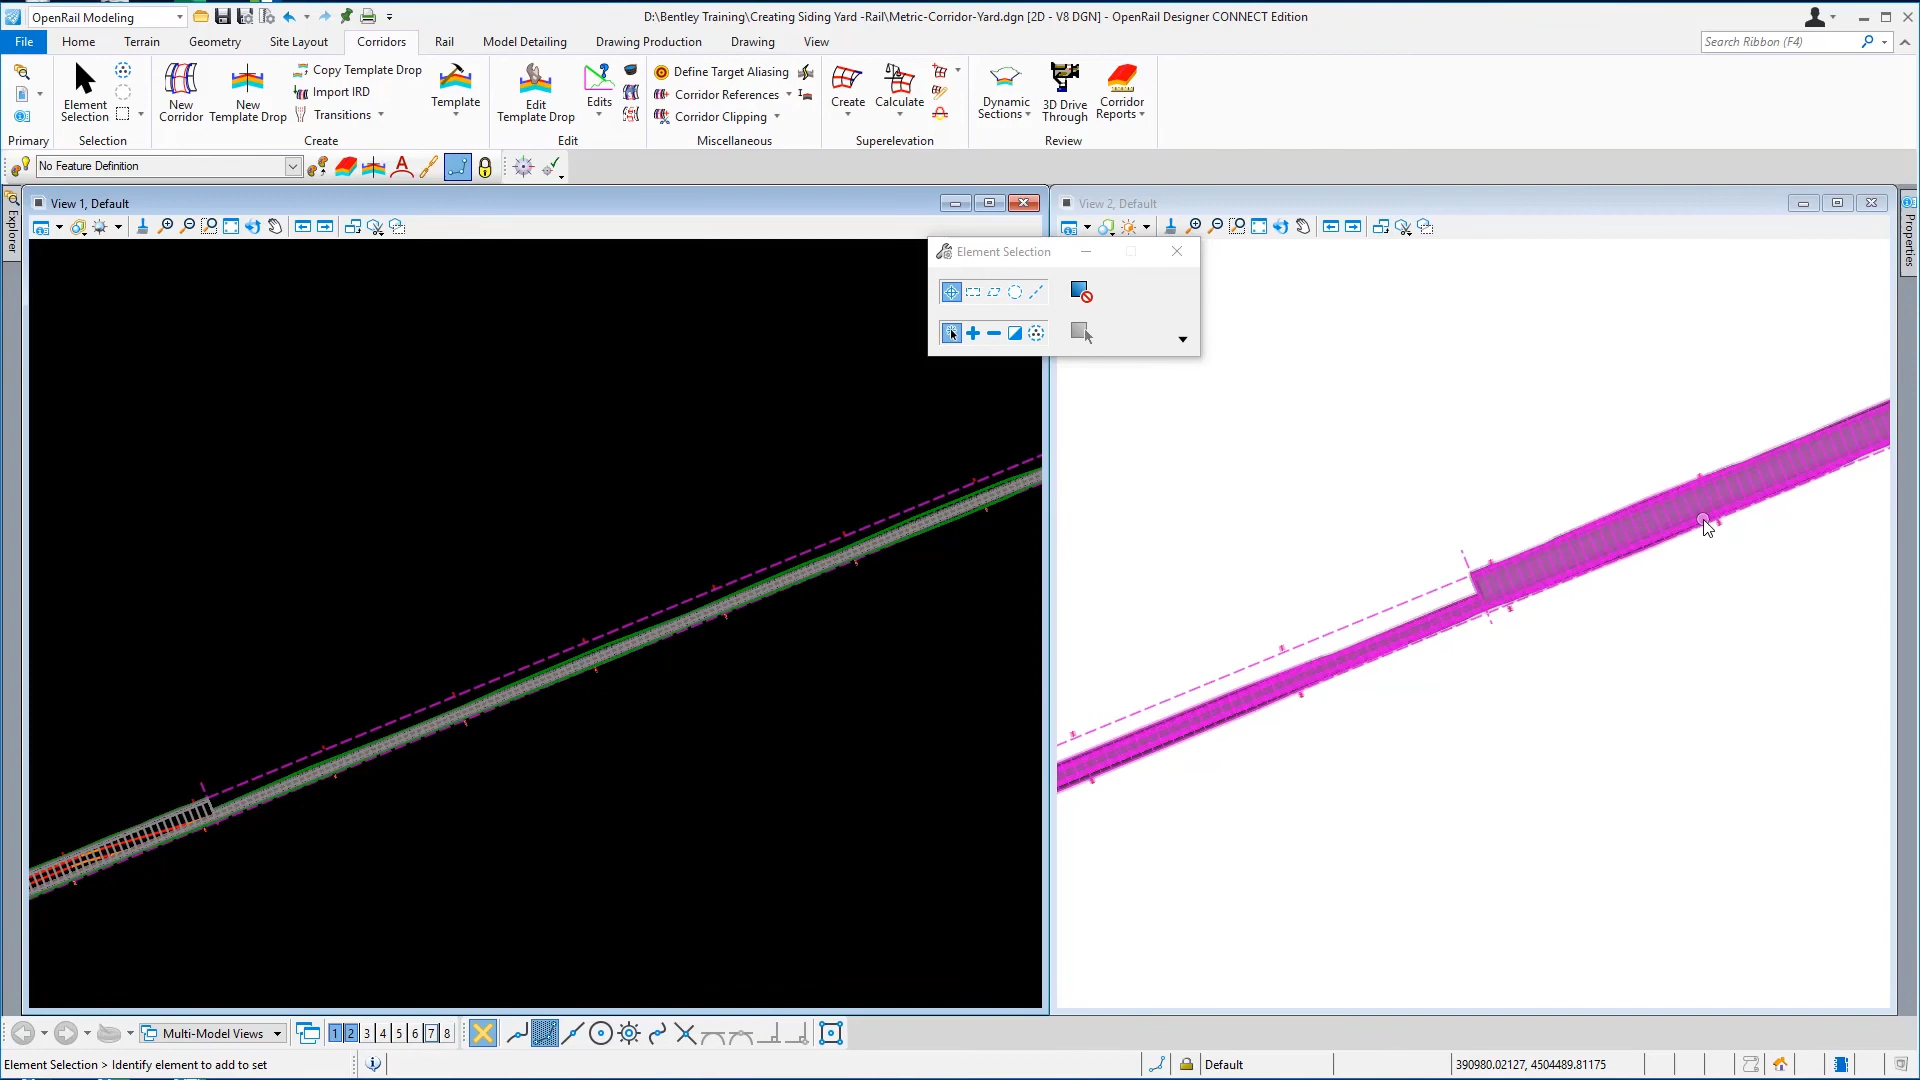 OpenRail Modeling
D:\Bentley Training\Creating Siding Yard -Rail\Metric-Corridor-Yard.dgn [2D - V8 DGN] - OpenRail Designer CONNECT Edition
File Home Terrain Geometry Site Layout Corridors Rail Model Detailing Drawing Production Drawing View
Search Ribbon (F4)
Element Selection
New Corridor
New Template Drop
Copy Template Drop
Import IRD
Transitions
Template
Edit Template Drop
Edits
Define Target Aliasing
Corridor References
Corridor Clipping
Create
Calculate
Dynamic Sections
3D Drive Through
Corridor Reports
Primary Selection Create Edit Miscellaneous Superelevation Review
No Feature Definition
Explorer
View 1, Default
View 2, Default
Properties
Element Selection
Multi-Model Views
1 2 3 4 5 6 7 8
Element Selection > Identify element to add to set
Default
390980.02127, 4504489.81175